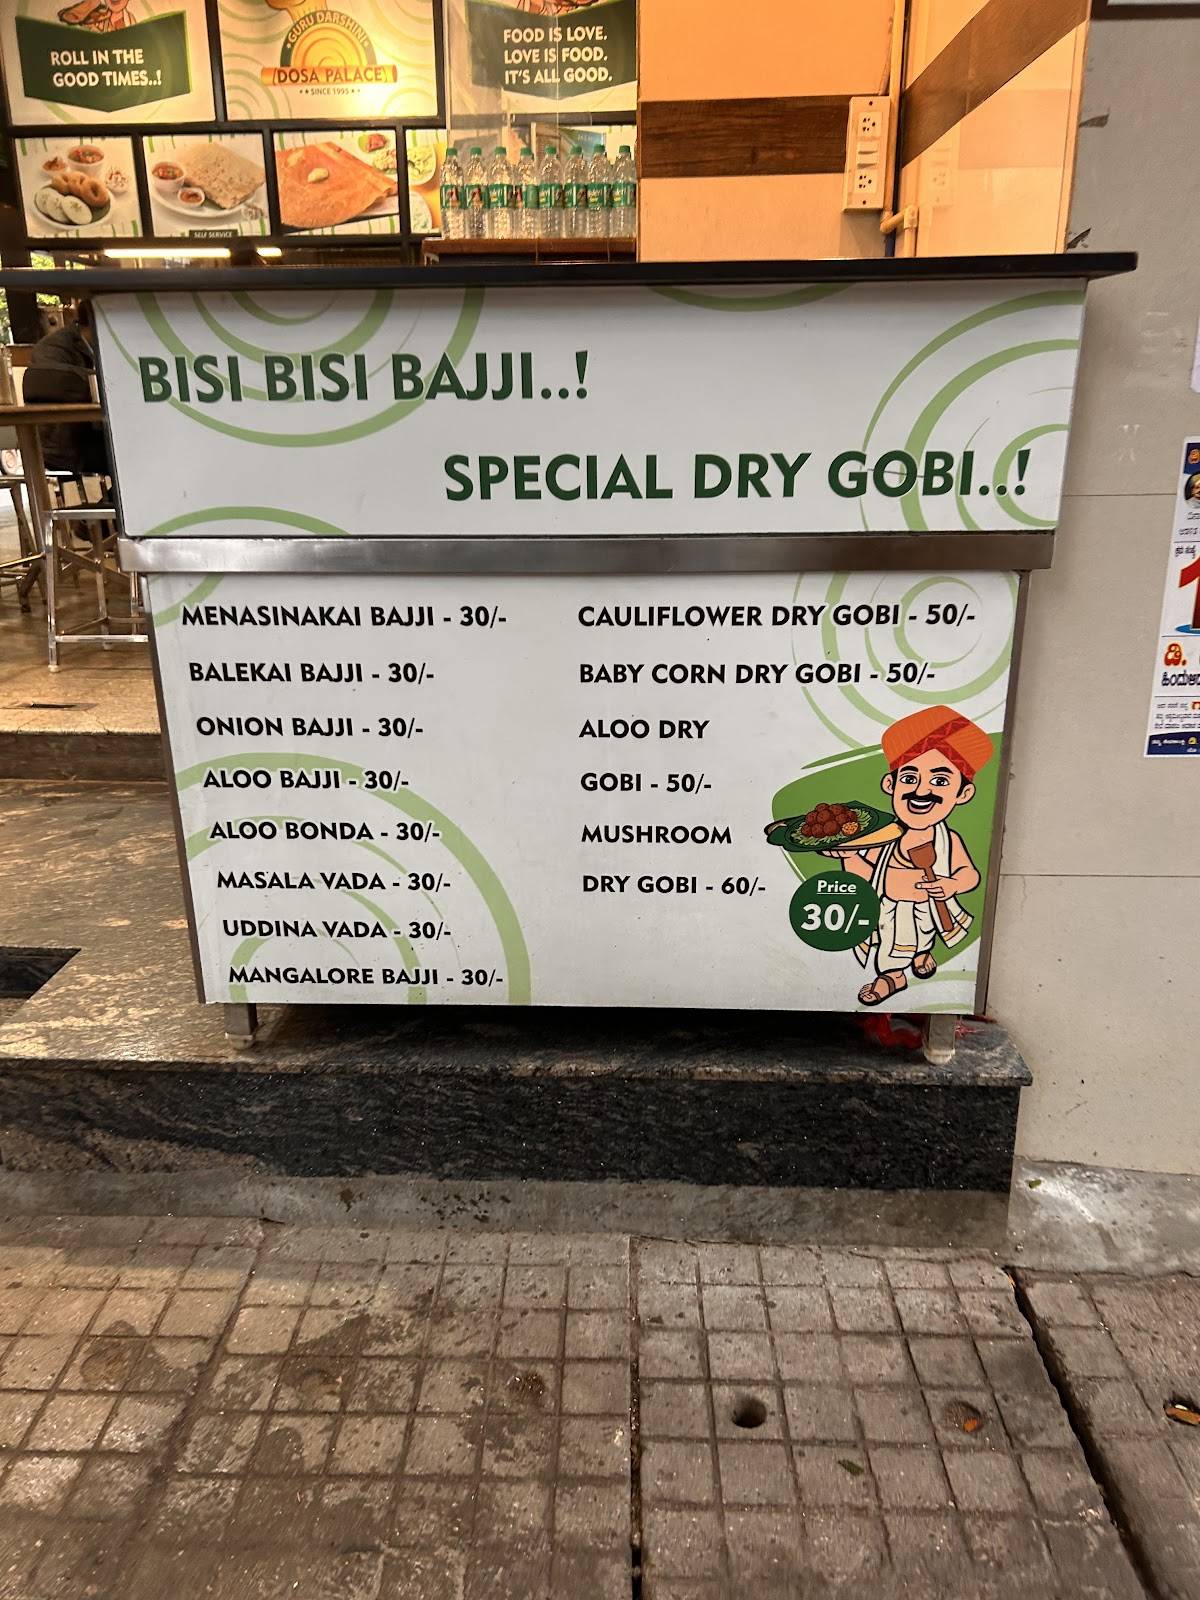 ROLL IN THE
GOOD TIMES..!
GURU DARSHINI
DOSA PALACE
SINCE 1995
FOOD IS LOVE.
LOVE IS FOOD.
IT'S ALL GOOD.
SELF SERVICE
BISI BISI BAJJI..!
SPECIAL DRY GOBI..!
MENASINAKAI BAJJI - 30/-
BALEKAI BAJJI - 30/-
ONION BAJJI - 30/-
ALOO BAJJI - 30/-
ALOO BONDA - 30/-
MASALA VADA - 30/-
UDDINA VADA - 30/-
MANGALORE BAJJI - 30/-
CAULIFLOWER DRY GOBI - 50/-
BABY CORN DRY GOBI - 50/-
ALOO DRY
GOBI - 50/-
MUSHROOM
DRY GOBI - 60/-
Price
30/-